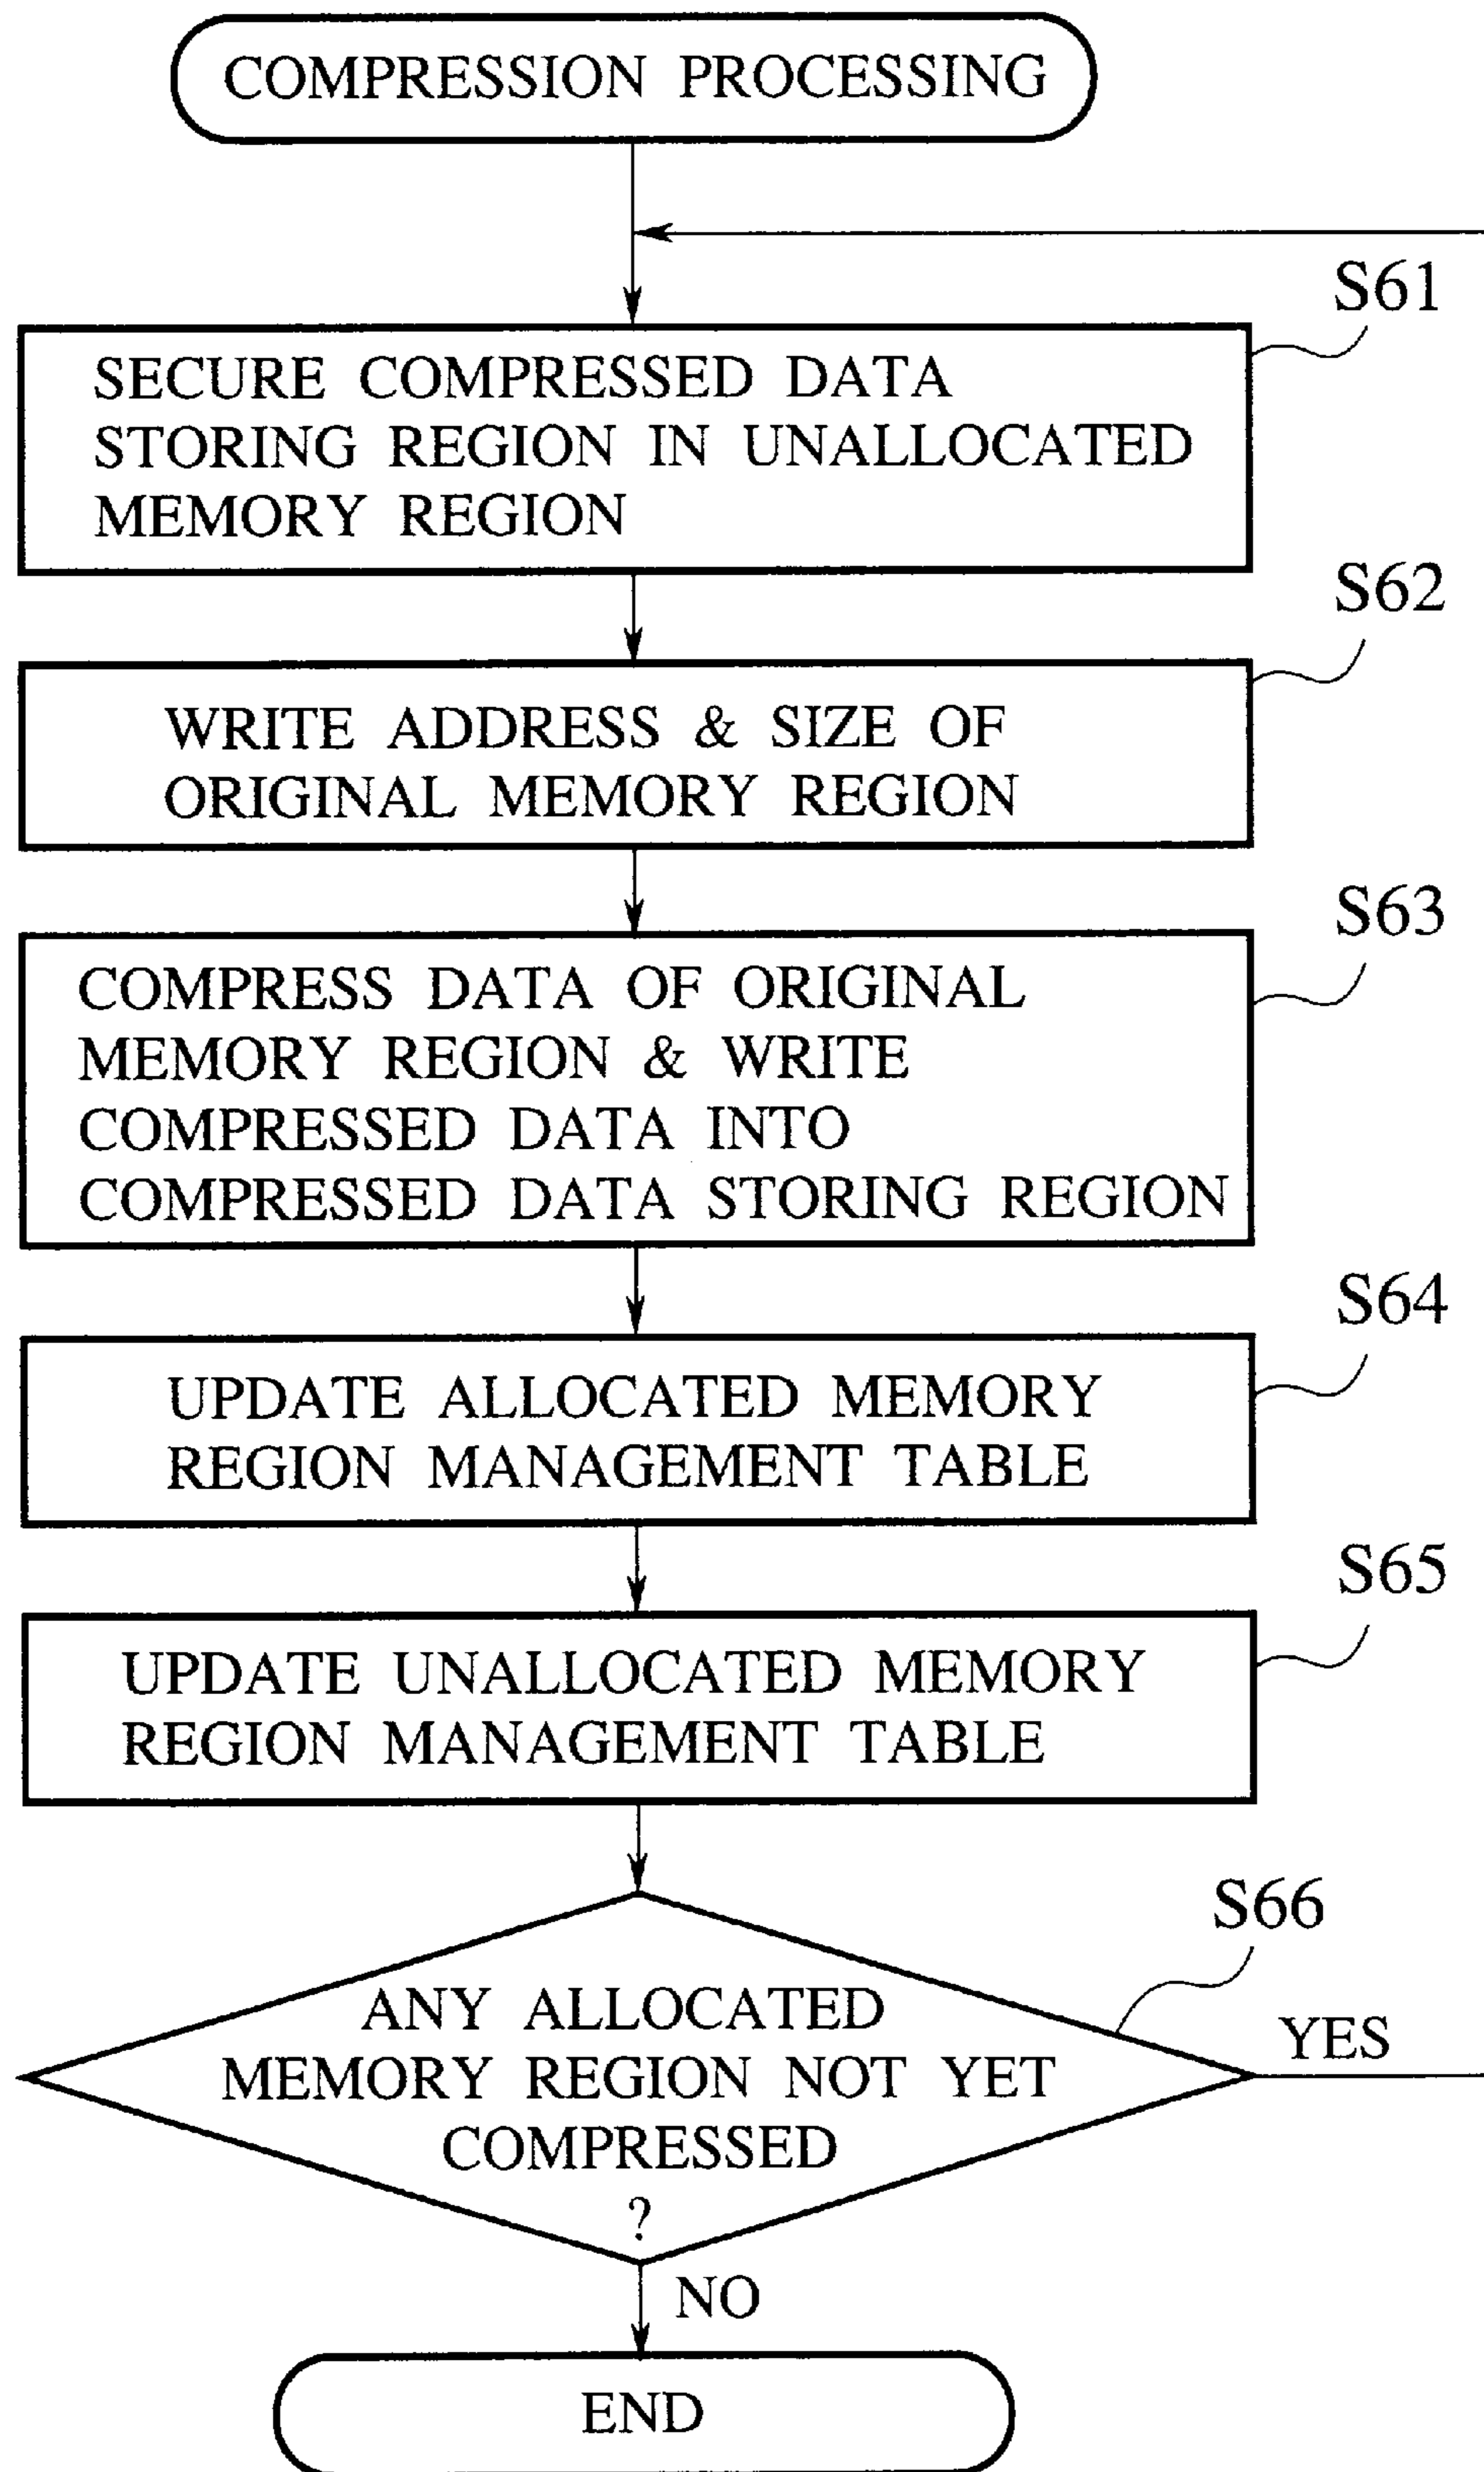 COMPRESSION PROCESSING
S61
SECURE COMPRESSED DATA
STORING REGION IN UNALLOCATED
MEMORY REGION
S62
WRITE ADDRESS & SIZE OF
ORIGINAL MEMORY REGION
S63
COMPRESS DATA OF ORIGINAL
MEMORY REGION & WRITE
COMPRESSED DATA INTO
COMPRESSED DATA STORING REGION
S64
UPDATE ALLOCATED MEMORY
REGION MANAGEMENT TABLE
S65
UPDATE UNALLOCATED MEMORY
REGION MANAGEMENT TABLE
S66
ANY ALLOCATED
MEMORY REGION NOT YET
COMPRESSED
?
YES
NO
END